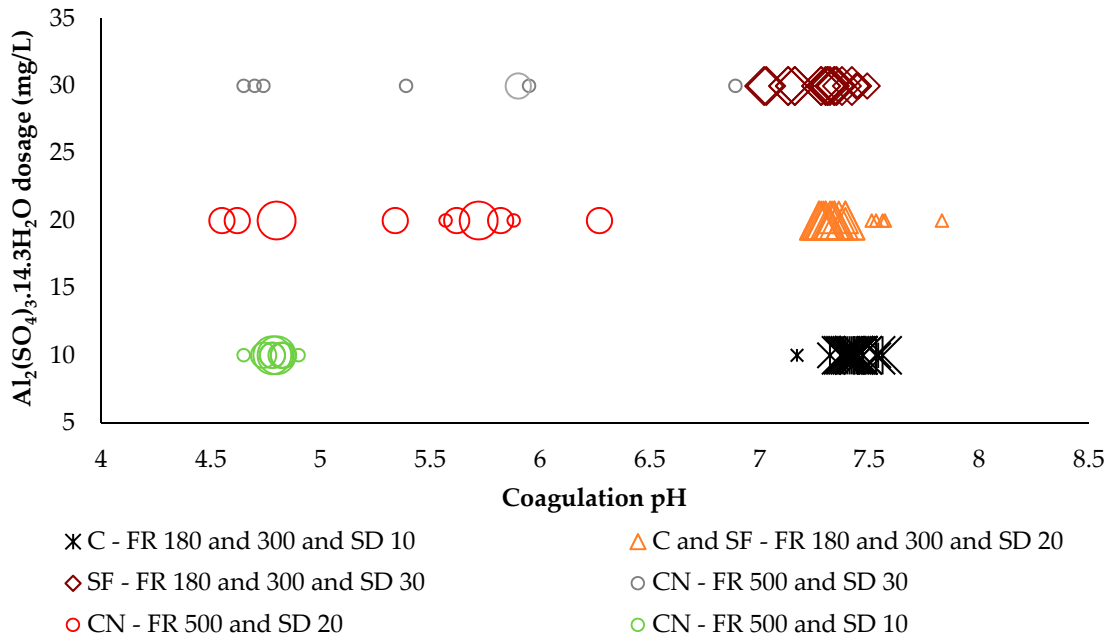 Al₂(SO₄)₃.14.3H₂O dosage (mg/L)
35
30
25
20
15
10
5
4 4.5 5 5.5 6 6.5 7 7.5 8 8.5
Coagulation pH
C - FR 180 and 300 and SD 10
C and SF - FR 180 and 300 and SD 20
SF - FR 180 and 300 and SD 30
CN - FR 500 and SD 30
CN - FR 500 and SD 20
CN - FR 500 and SD 10